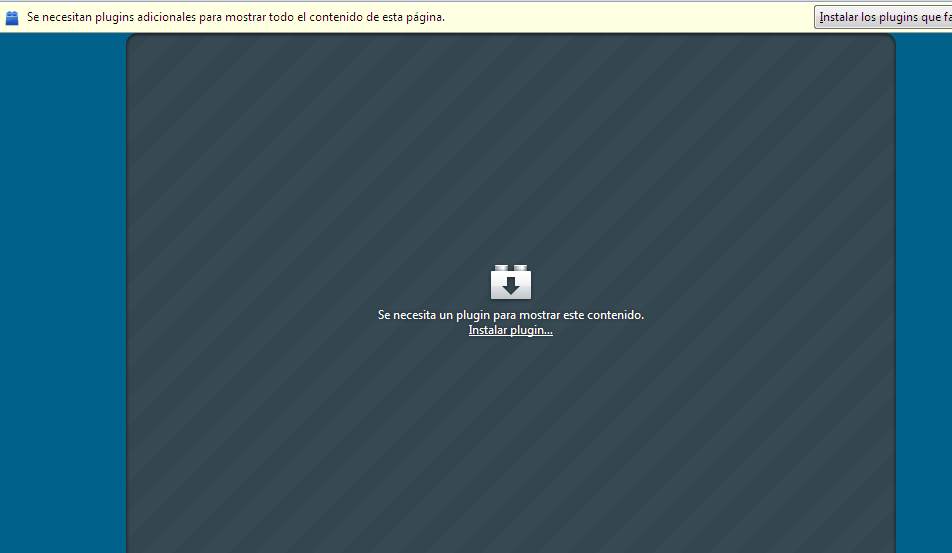 Se necesitan plugins adicionales para mostrar todo el contenido de esta página.
Instalar los plugins que
Se necesita un plugin para mostrar este contenido.
Instalar plugin...